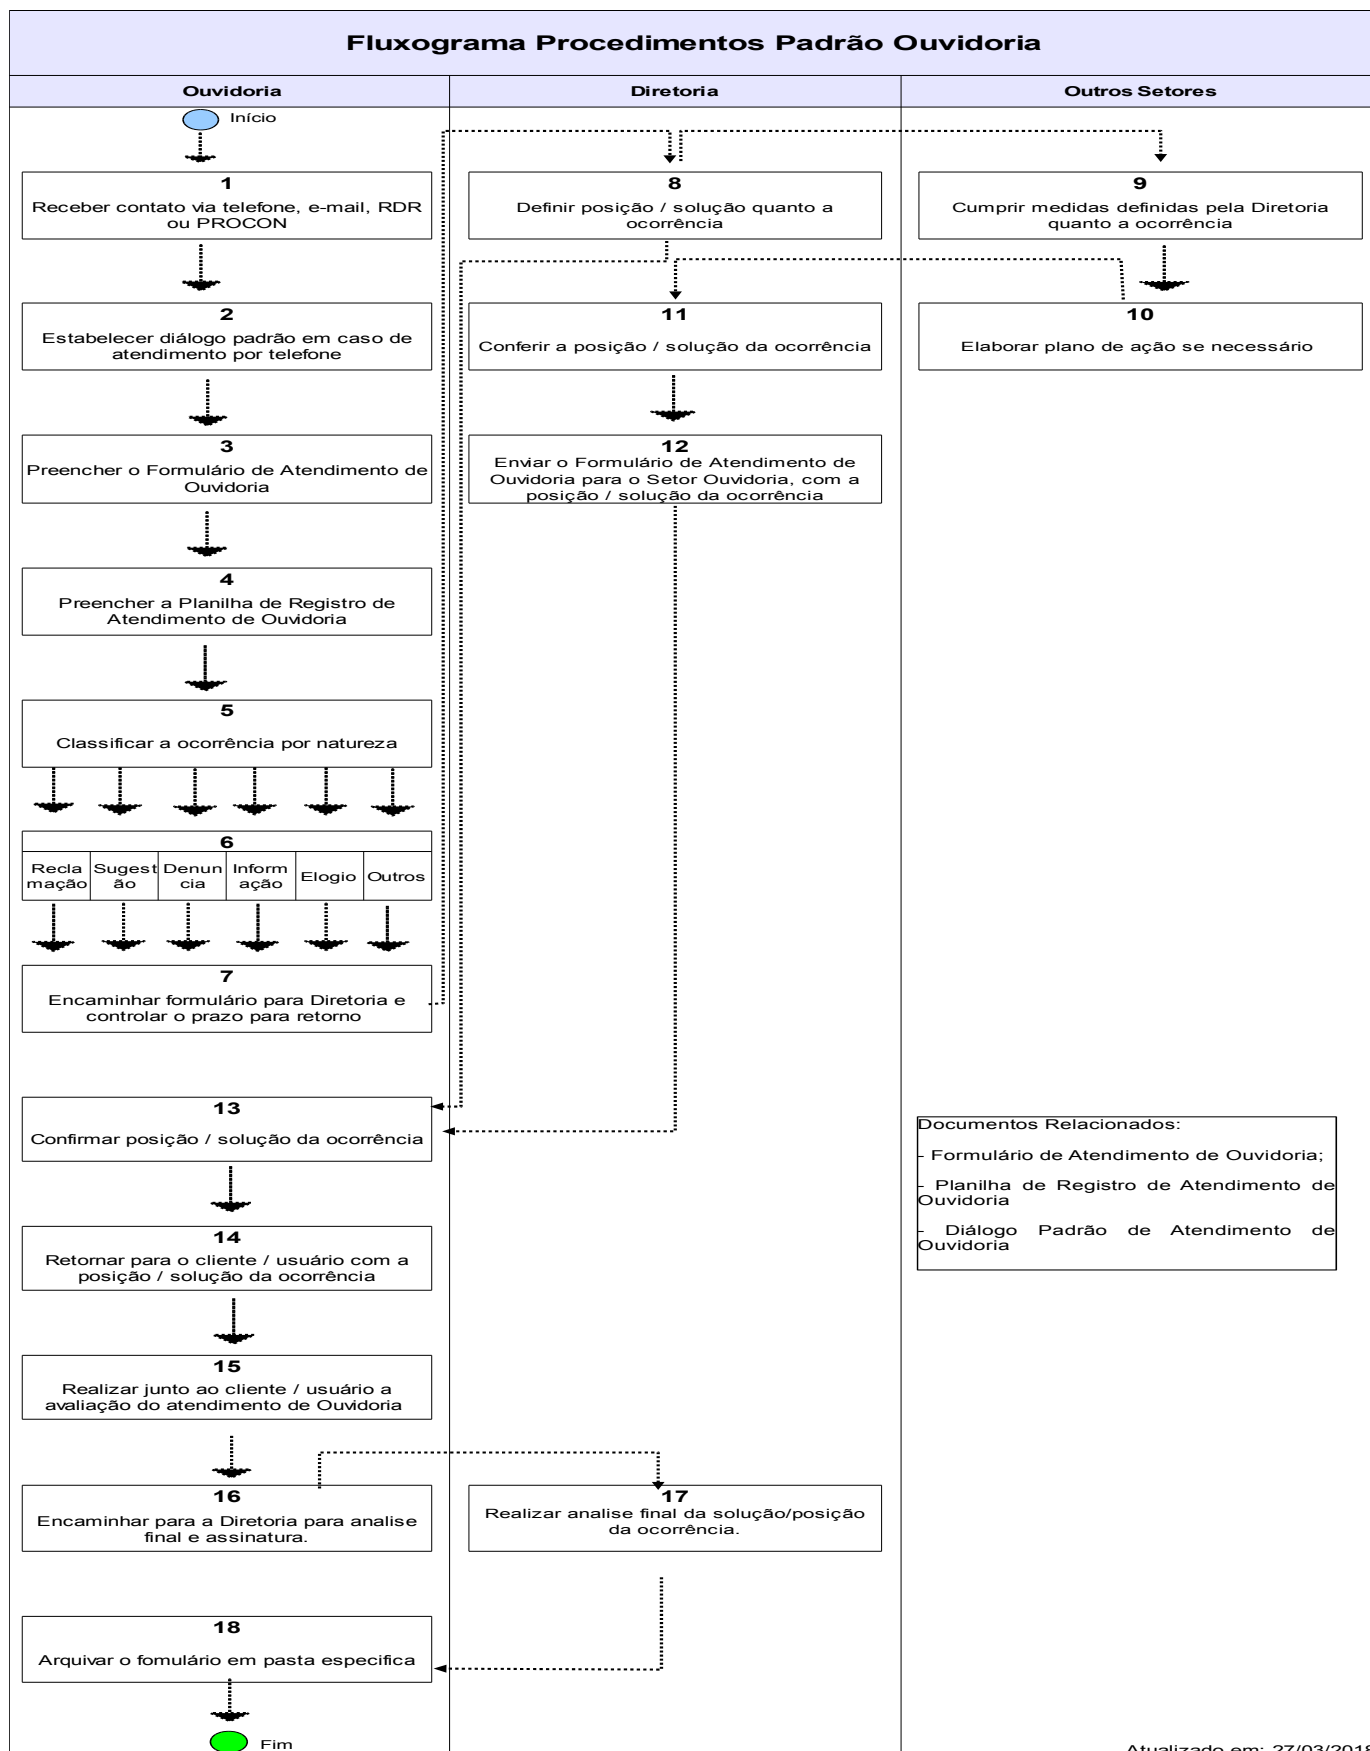 Fluxograma Procedimentos Padrão Ouvidoria
Ouvidoria
Diretoria
Outros Setores
Início
1
Receber contato via telefone, e-mail, RDR
ou PROCON
2
Estabelecer diálogo padrão em caso de
atendimento por telefone
3
Preencher o Formulário de Atendimento de
Ouvidoria
4
Preencher a Planilha de Registro de
Atendimento de Ouvidoria
5
Classificar a ocorrência por natureza
6
Recla
mação
Sugest
ão
Denun
cia
Inform
ação
Elogio
Outros
7
Encaminhar formulário para Diretoria e
controlar o prazo para retorno
8
Definir posição / solução quanto a
ocorrência
9
Cumprir medidas definidas pela Diretoria
quanto a ocorrência
10
Elaborar plano de ação se necessário
11
Conferir a posição / solução da ocorrência
12
Enviar o Formulário de Atendimento de
Ouvidoria para o Setor Ouvidoria, com a
posição / solução da ocorrência
13
Confirmar posição / solução da ocorrência
14
Retornar para o cliente / usuário com a
posição / solução da ocorrência
15
Realizar junto ao cliente / usuário a
avaliação do atendimento de Ouvidoria
16
Encaminhar para a Diretoria para analise
final e assinatura.
17
Realizar analise final da solução/posição
da ocorrência.
18
Arquivar o fomulário em pasta especifica
Fim
Documentos Relacionados:
- Formulário de Atendimento de Ouvidoria;
- Planilha de Registro de Atendimento de
Ouvidoria
- Diálogo Padrão de Atendimento de
Ouvidoria
Atualizado em: 27/03/2018